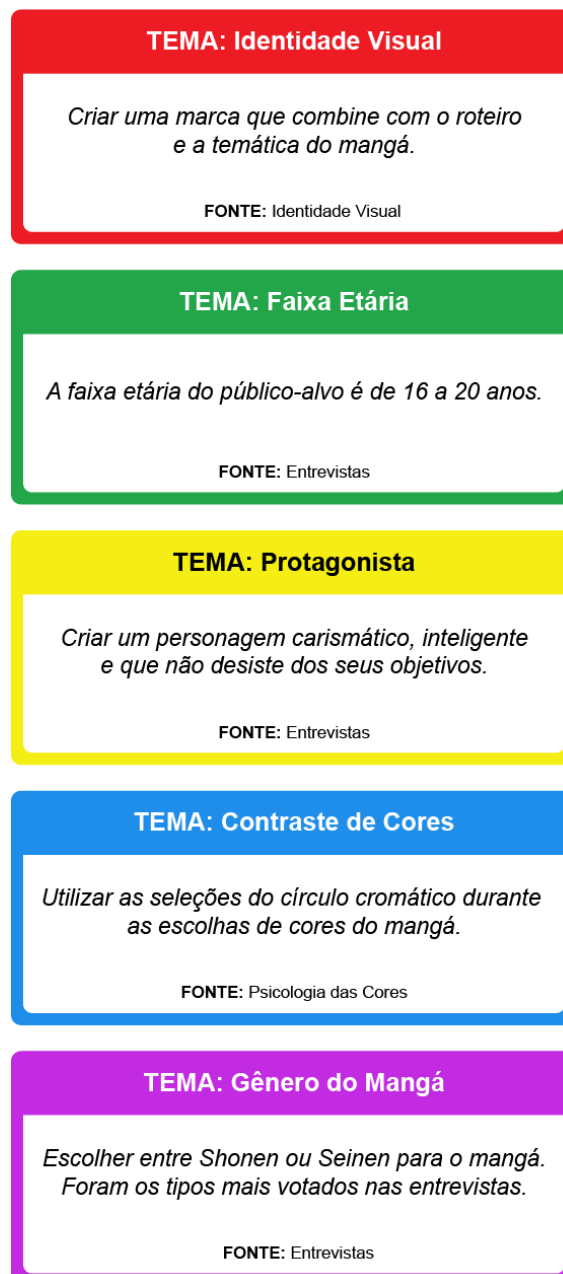 TEMA: Identidade Visual
Criar uma marca que combine com o roteiro
e a temática do mangá.
FONTE: Identidade Visual
TEMA: Faixa Etária
A faixa etária do público-alvo é de 16 a 20 anos.
FONTE: Entrevistas
TEMA: Protagonista
Criar um personagem carismático, inteligente
e que não desiste dos seus objetivos.
FONTE: Entrevistas
TEMA: Contraste de Cores
Utilizar as seleções do círculo cromático durante
as escolhas de cores do mangá.
FONTE: Psicologia das Cores
TEMA: Gênero do Mangá
Escolher entre Shonen ou Seinen para o mangá.
Foram os tipos mais votados nas entrevistas.
FONTE: Entrevistas